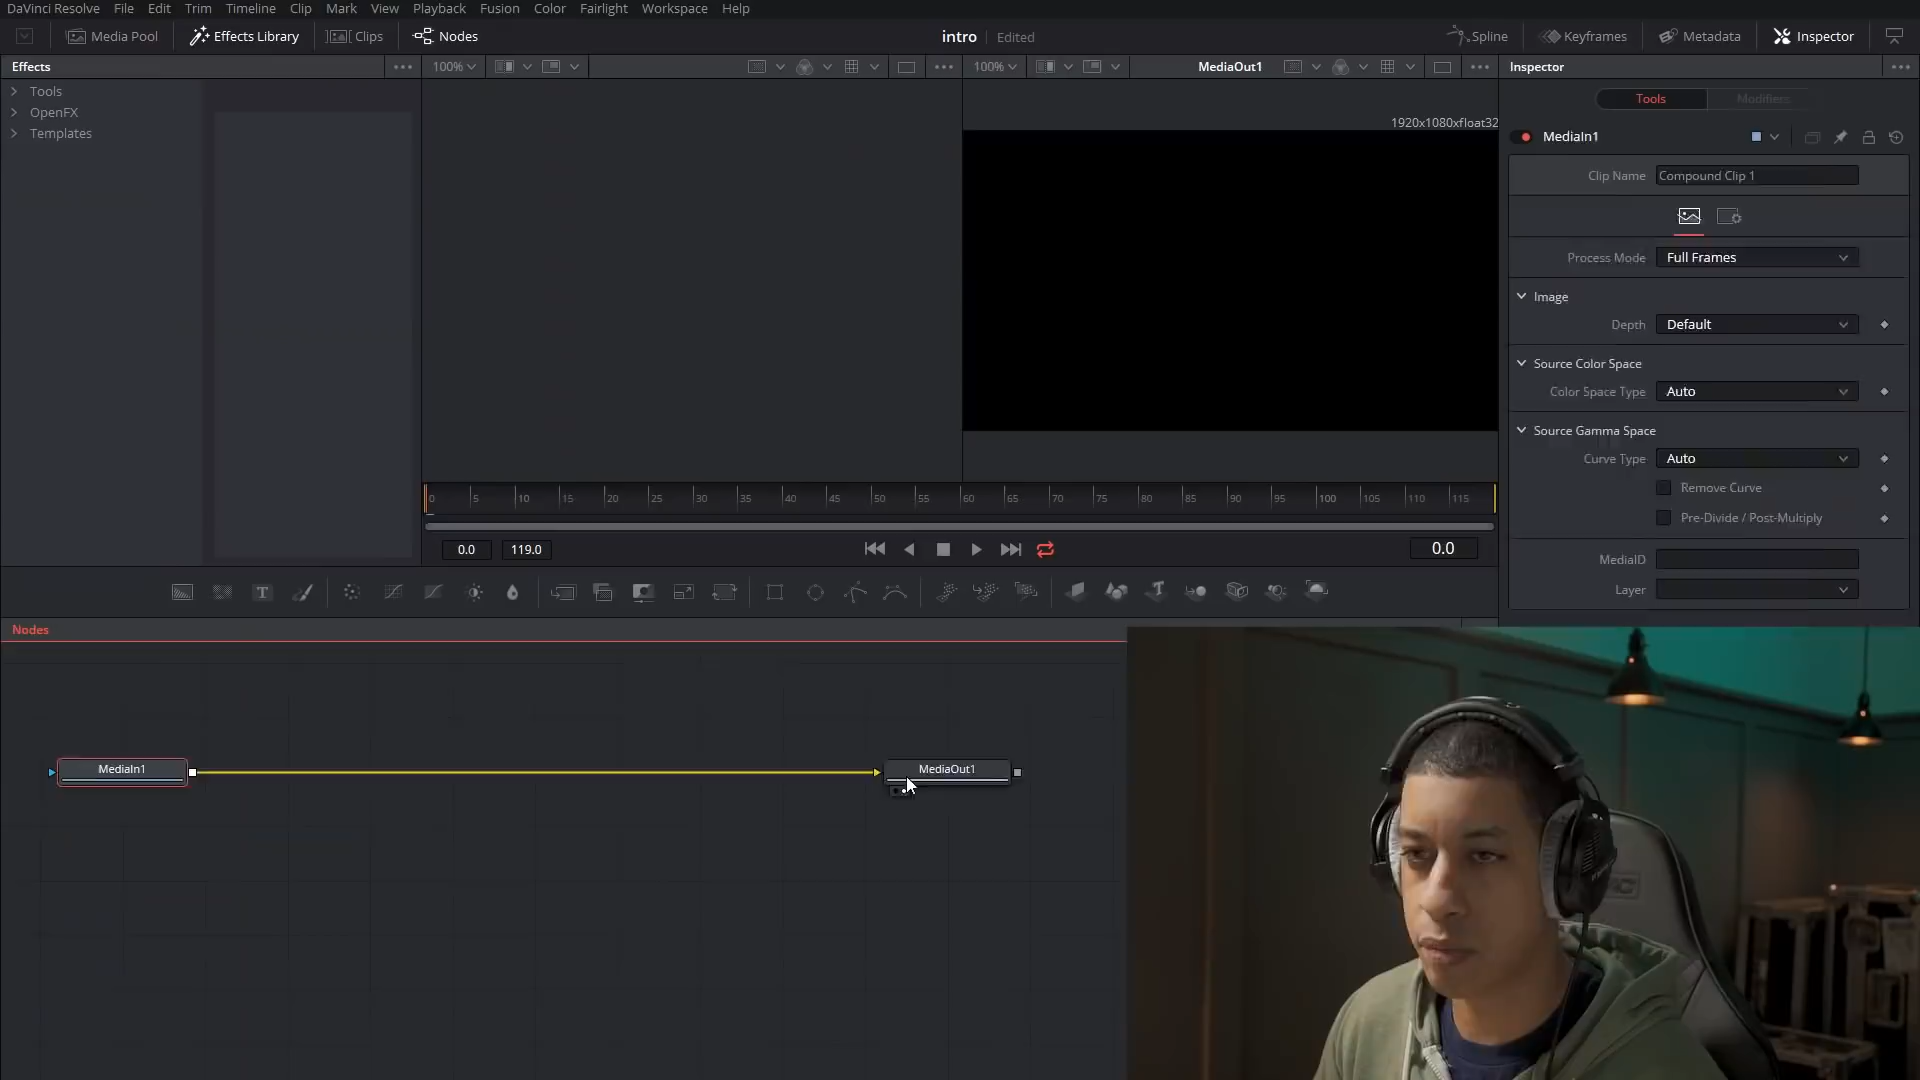 DaVinci Resolve File Edit Trim Timeline Clip Mark View Playback Fusion Color Fairlight Workspace Help
Media Pool Effects Library Clips Nodes intro Edited Spline Keyframes Metadata Inspector
Effects 100% 100% MediaOut1 Inspector
Tools
OpenFX
Templates
1920x1080xfloat32
Tools Modifiers
MediaIn1
Clip Name Compound Clip 1
Process Mode Full Frames
Image
Depth Default
Source Color Space
Color Space Type Auto
Source Gamma Space
Curve Type Auto
Remove Curve
Pre-Divide / Post-Multiply
MediaID
Layer
0 5 10 15 20 25 30 35 40 45 50 55 60 65 70 75 80 85 90 95 100 105 110 115
0.0 119.0 0.0
Nodes
MediaIn1 MediaOut1